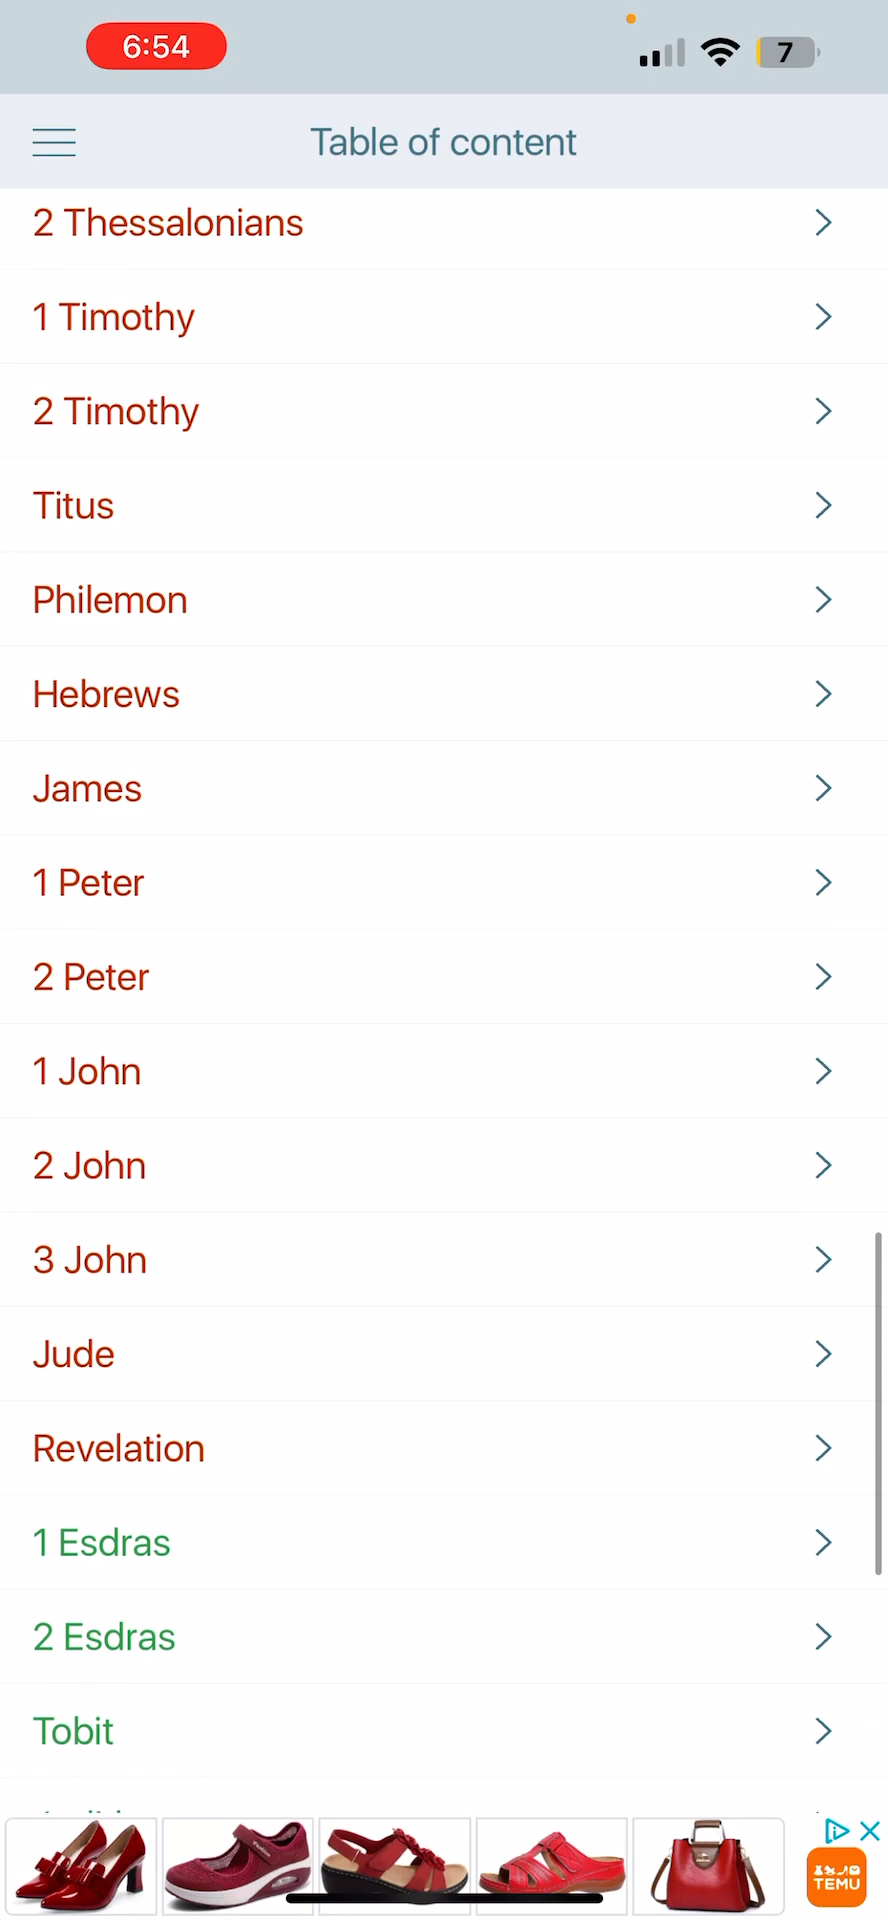 6:54
7
Table of content
2 Thessalonians
1 Timothy
2 Timothy
Titus
Philemon
Hebrews
James
1 Peter
2 Peter
1 John
2 John
3 John
Jude
Revelation
1 Esdras
2 Esdras
Tobit
TEMU